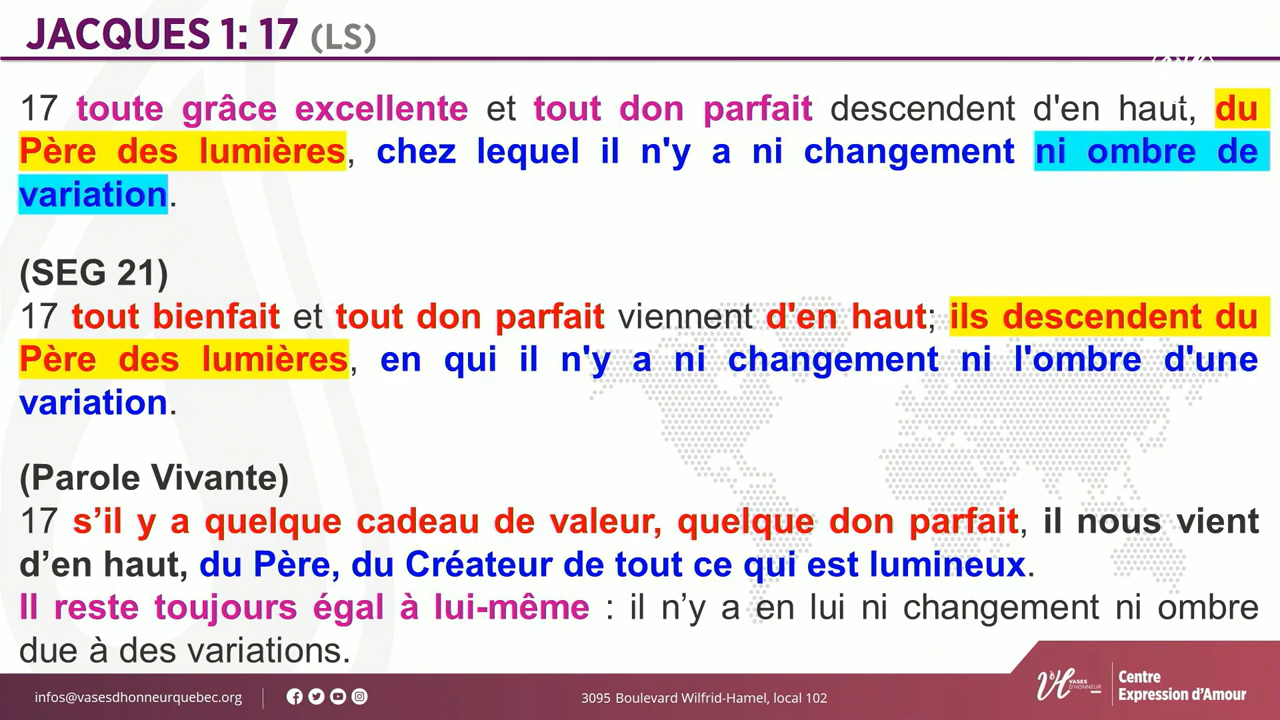 JACQUES 1: 17 (LS)
17 toute grâce excellente et tout don parfait descendent d'en haut, du
Père des lumières, chez lequel il n'y a ni changement ni ombre de
variation.
(SEG 21)
17 tout bienfait et tout don parfait viennent d'en haut; ils descendent du
Père des lumières, en qui il n'y a ni changement ni l'ombre d'une
variation.
(Parole Vivante)
17 s’il y a quelque cadeau de valeur, quelque don parfait, il nous vient
d’en haut, du Père, du Créateur de tout ce qui est lumineux.
Il reste toujours égal à lui-même : il n’y a en lui ni changement ni ombre
due à des variations.
infos@vasesdhonneurquebec.org
3095 Boulevard Wilfrid-Hamel, local 102
VASES
D'HONNEUR
Centre
Expression d’Amour